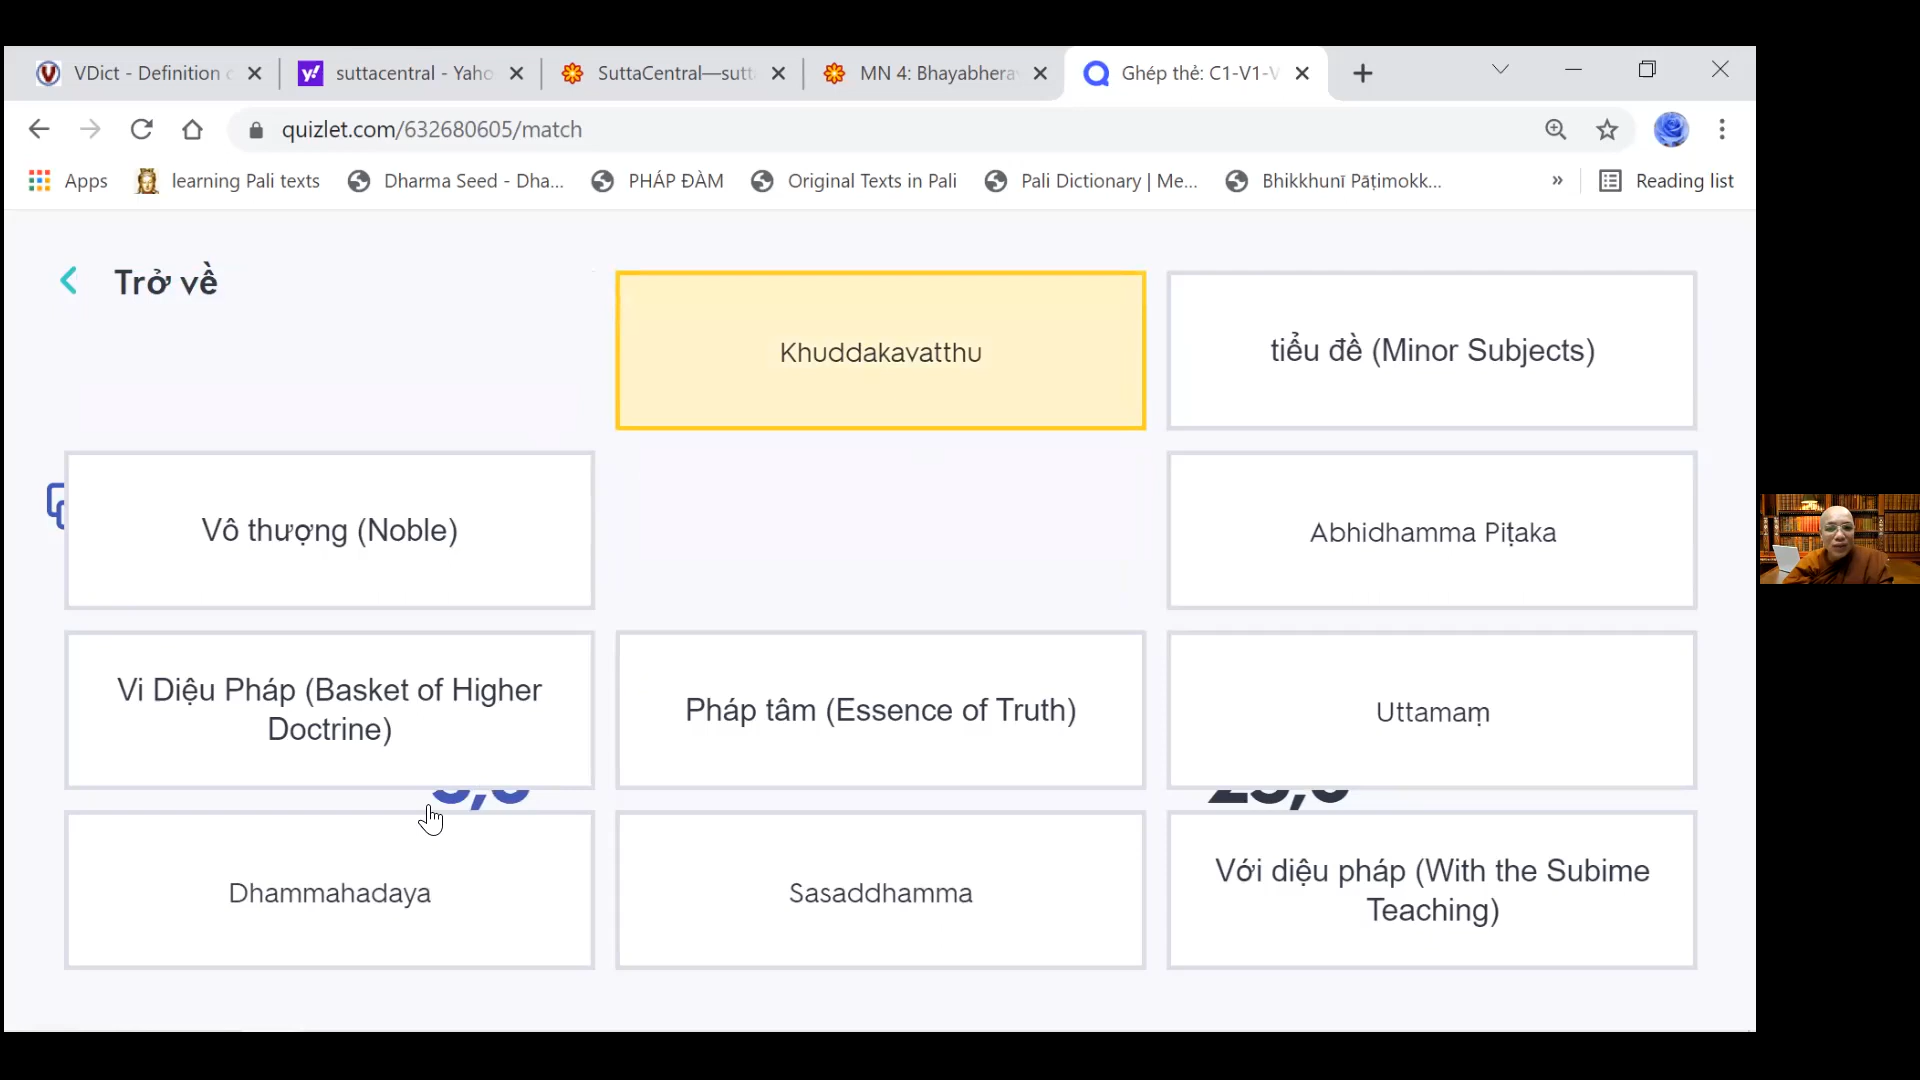 VDict - Definition
suttacentral - Yaho
SuttaCentral—sutt
MN 4: Bhayabhera
Ghép thẻ: C1-V1-V
quizlet.com/632680605/match
Apps
learning Pali texts
Dharma Seed - Dha...
PHÁP ĐÀM
Original Texts in Pali
Pali Dictionary | Me...
Bhikkhunī Pāṭimokk...
»
Reading list
Trở về
Khuddakavatthu
tiểu đề (Minor Subjects)
Vô thượng (Noble)
Abhidhamma Piṭaka
Vi Diệu Pháp (Basket of Higher
Doctrine)
Pháp tâm (Essence of Truth)
Uttamaṃ
Dhammahadaya
Sasaddhamma
Với diệu pháp (With the Subime
Teaching)